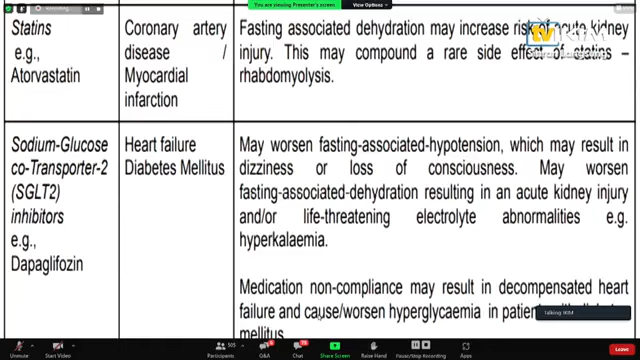 You are viewing Presenter's screen
View Options
Statins
e.g.,
Atorvastatin
Coronary artery
disease /
Myocardial
infarction
Fasting associated dehydration may increase risk of acute kidney
injury. This may compound a rare side effect of statins –
rhabdomyolysis.
tv IKIM
Sodium-Glucose
co-Transporter-2
(SGLT2)
inhibitors
e.g.,
Dapaglifozin
Heart failure
Diabetes Mellitus
May worsen fasting-associated-hypotension, which may result in
dizziness or loss of consciousness. May worsen
fasting-associated-dehydration resulting in an acute kidney injury
and/or life-threatening electrolyte abnormalities e.g.
hyperkalaemia.
Medication non-compliance may result in decompensated heart
failure and cause/worsen hyperglycaemia in
mellitus
Talking: IKIM
Unmute
Start Video
503
Participants
Q&A
Chat
Share Screen
Raise Hand
Pause/Stop Recording
Apps
Leave